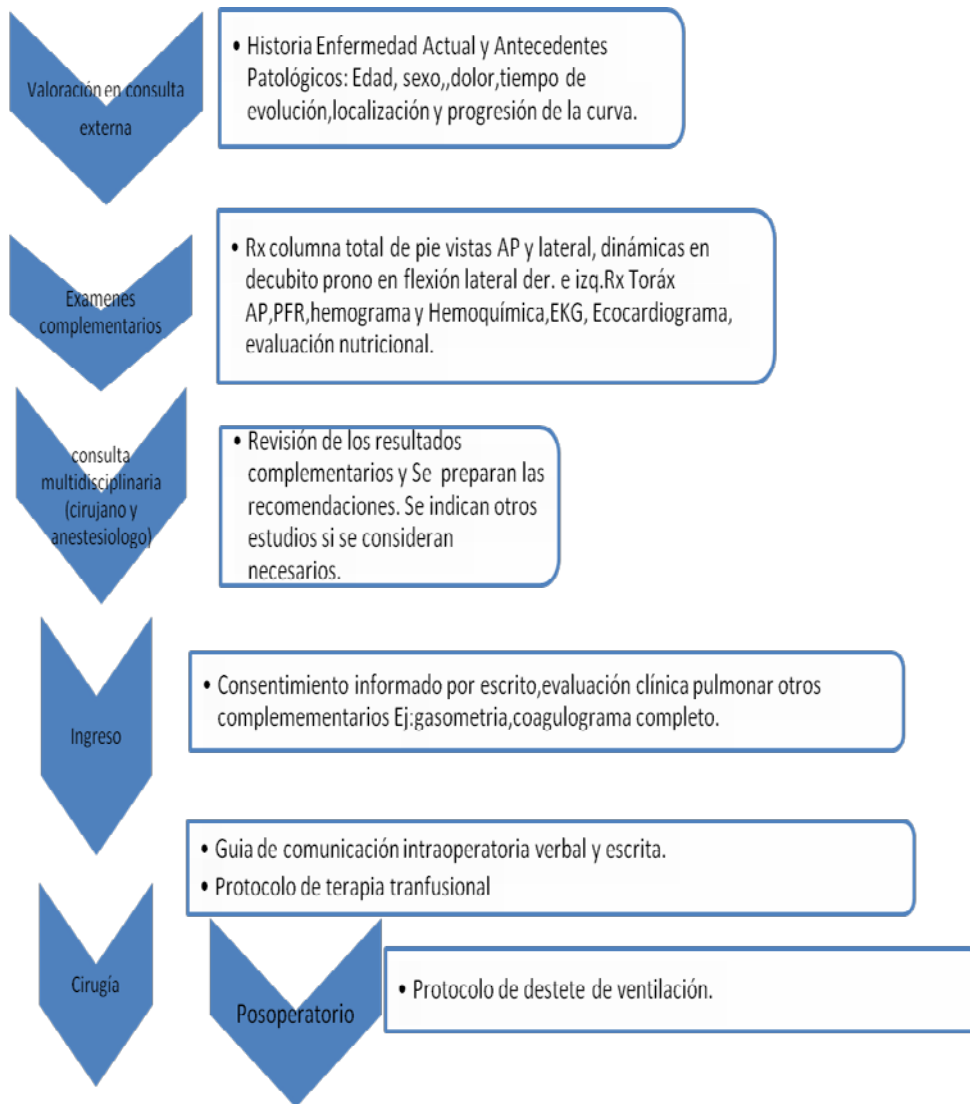 Valoración en consulta
externa
• Historia Enfermedad Actual y Antecedentes
Patológicos: Edad, sexo,,dolor,tiempo de
evolución,localización y progresión de la curva.
Examenes
complementarios
• Rx columna total de pie vistas AP y lateral, dinámicas en
decubito prono en flexión lateral der. e izq.Rx Toráx
AP,PFR,hemograma y Hemoquímica,EKG, Ecocardiograma,
evaluación nutricional.
consulta
multidisciplinaria
(cirujano y
anestesiologo)
• Revisión de los resultados
complementarios y Se preparan las
recomendaciones. Se indican otros
estudios si se consideran
necesarios.
Ingreso
• Consentimiento informado por escrito,evaluación clínica pulmonar otros
complemementarios Ej:gasometria,coagulograma completo.
Cirugía
• Guia de comunicación intraoperatoria verbal y escrita.
• Protocolo de terapia tranfusional
Posoperatorio
• Protocolo de destete de ventilación.